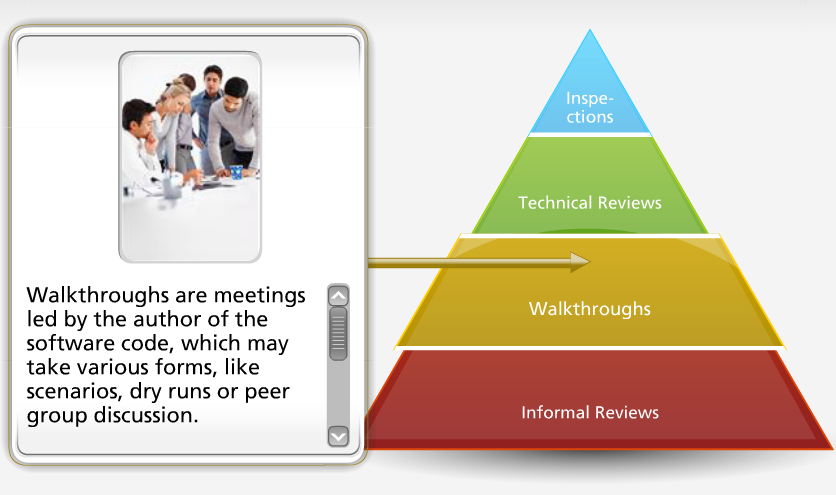 Walkthroughs are meetings
led by the author of the
software code, which may
take various forms, like
scenarios, dry runs or peer
group discussion.
Inspe-
ctions
Technical Reviews
Walkthroughs
Informal Reviews